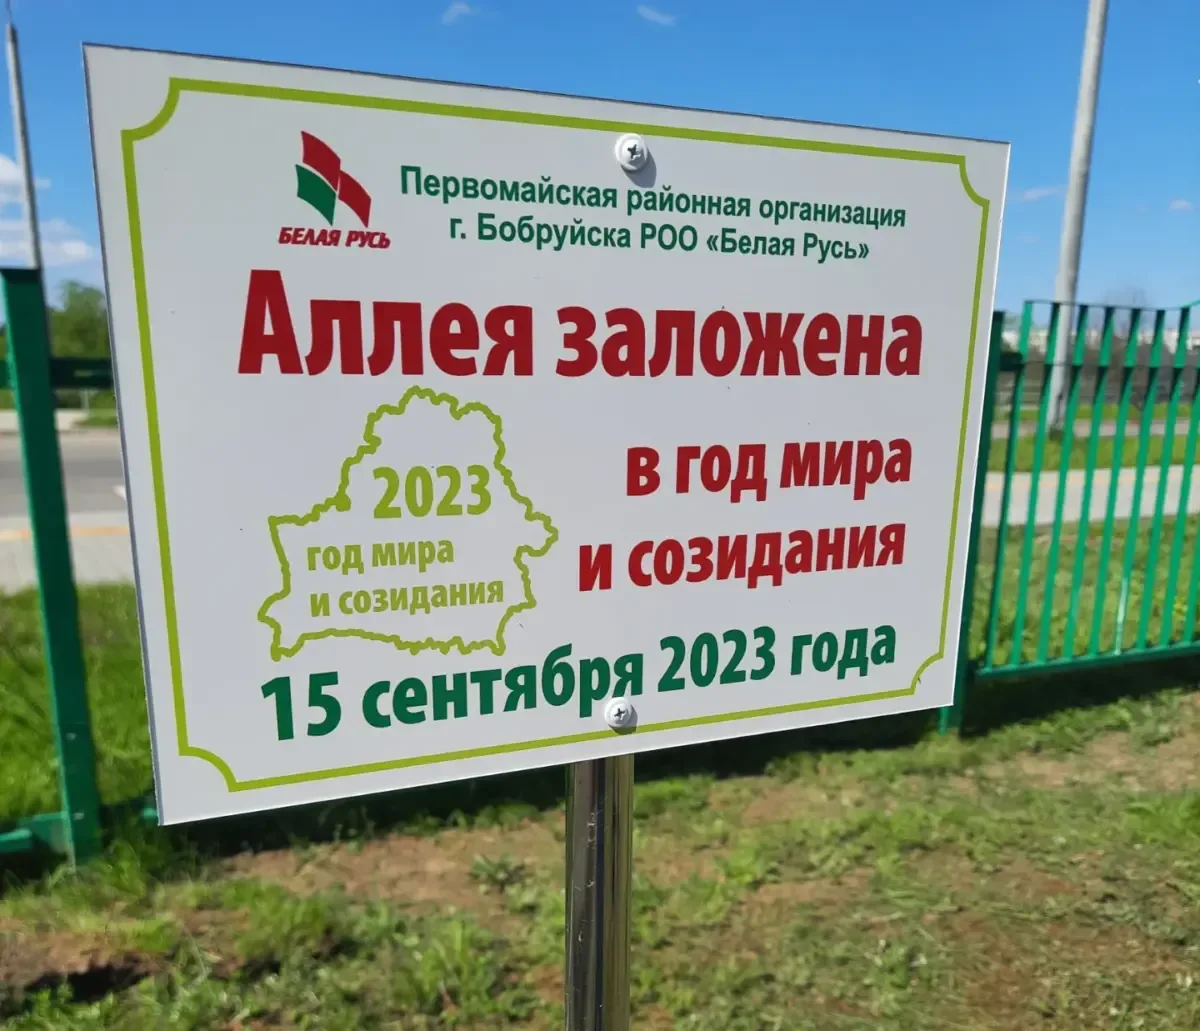 БЕЛАЯ РУСЬ
Первомайская районная организация
г. Бобруйска РОО «Белая Русь»
Аллея заложена
в год мира
и созидания
2023
год мира
и созидания
15 сентября 2023 года